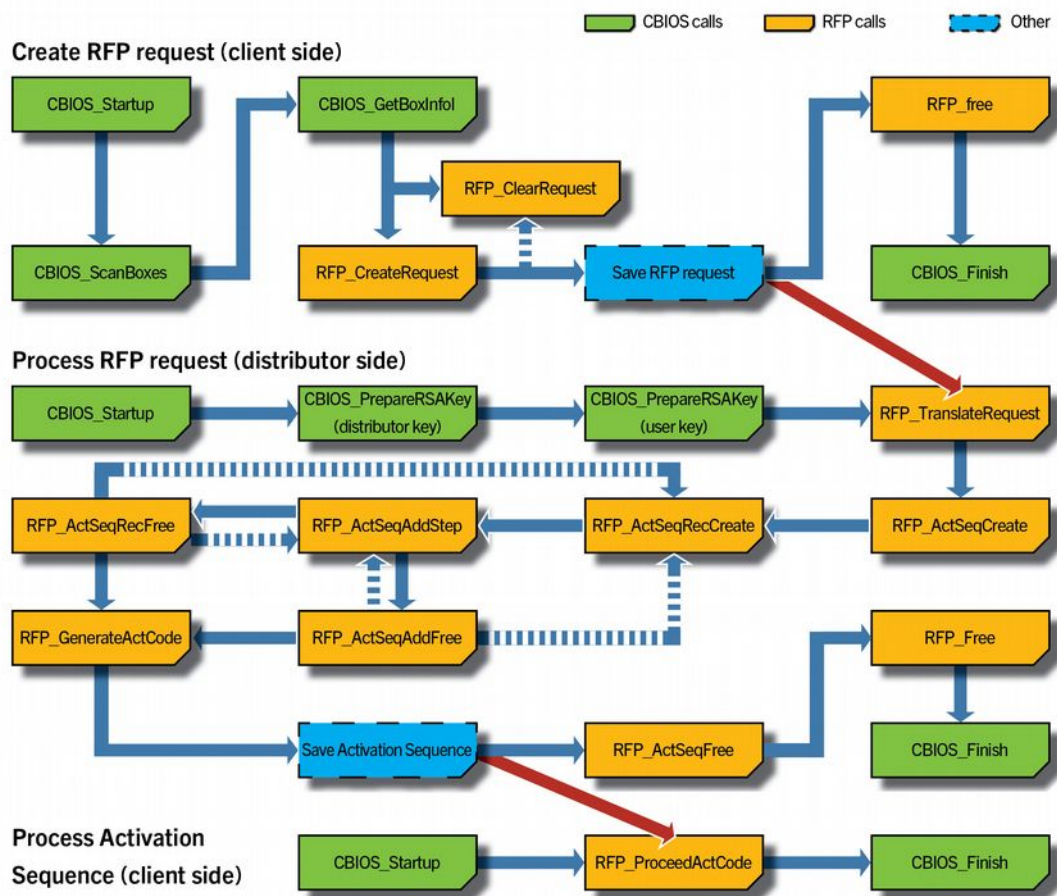 CBIOS calls
RFP calls
Other
Create RFP request (client side)
CBIOS_Startup
CBIOS_GetBoxInfoI
RFP_free
RFP_ClearRequest
CBIOS_ScanBoxes
RFP_CreateRequest
Save RFP request
CBIOS_Finish
Process RFP request (distributor side)
CBIOS_Startup
CBIOS_PrepareRSAKey
(distributor key)
CBIOS_PrepareRSAKey
(user key)
RFP_TranslateRequest
RFP_ActSeqRecFree
RFP_ActSeqAddStep
RFP_ActSeqRecCreate
RFP_ActSeqCreate
RFP_GenerateActCode
RFP_ActSeqAddFree
RFP_Free
Save Activation Sequence
RFP_ActSeqFree
CBIOS_Finish
Process Activation
Sequence (client side)
CBIOS_Startup
RFP_ProceedActCode
CBIOS_Finish